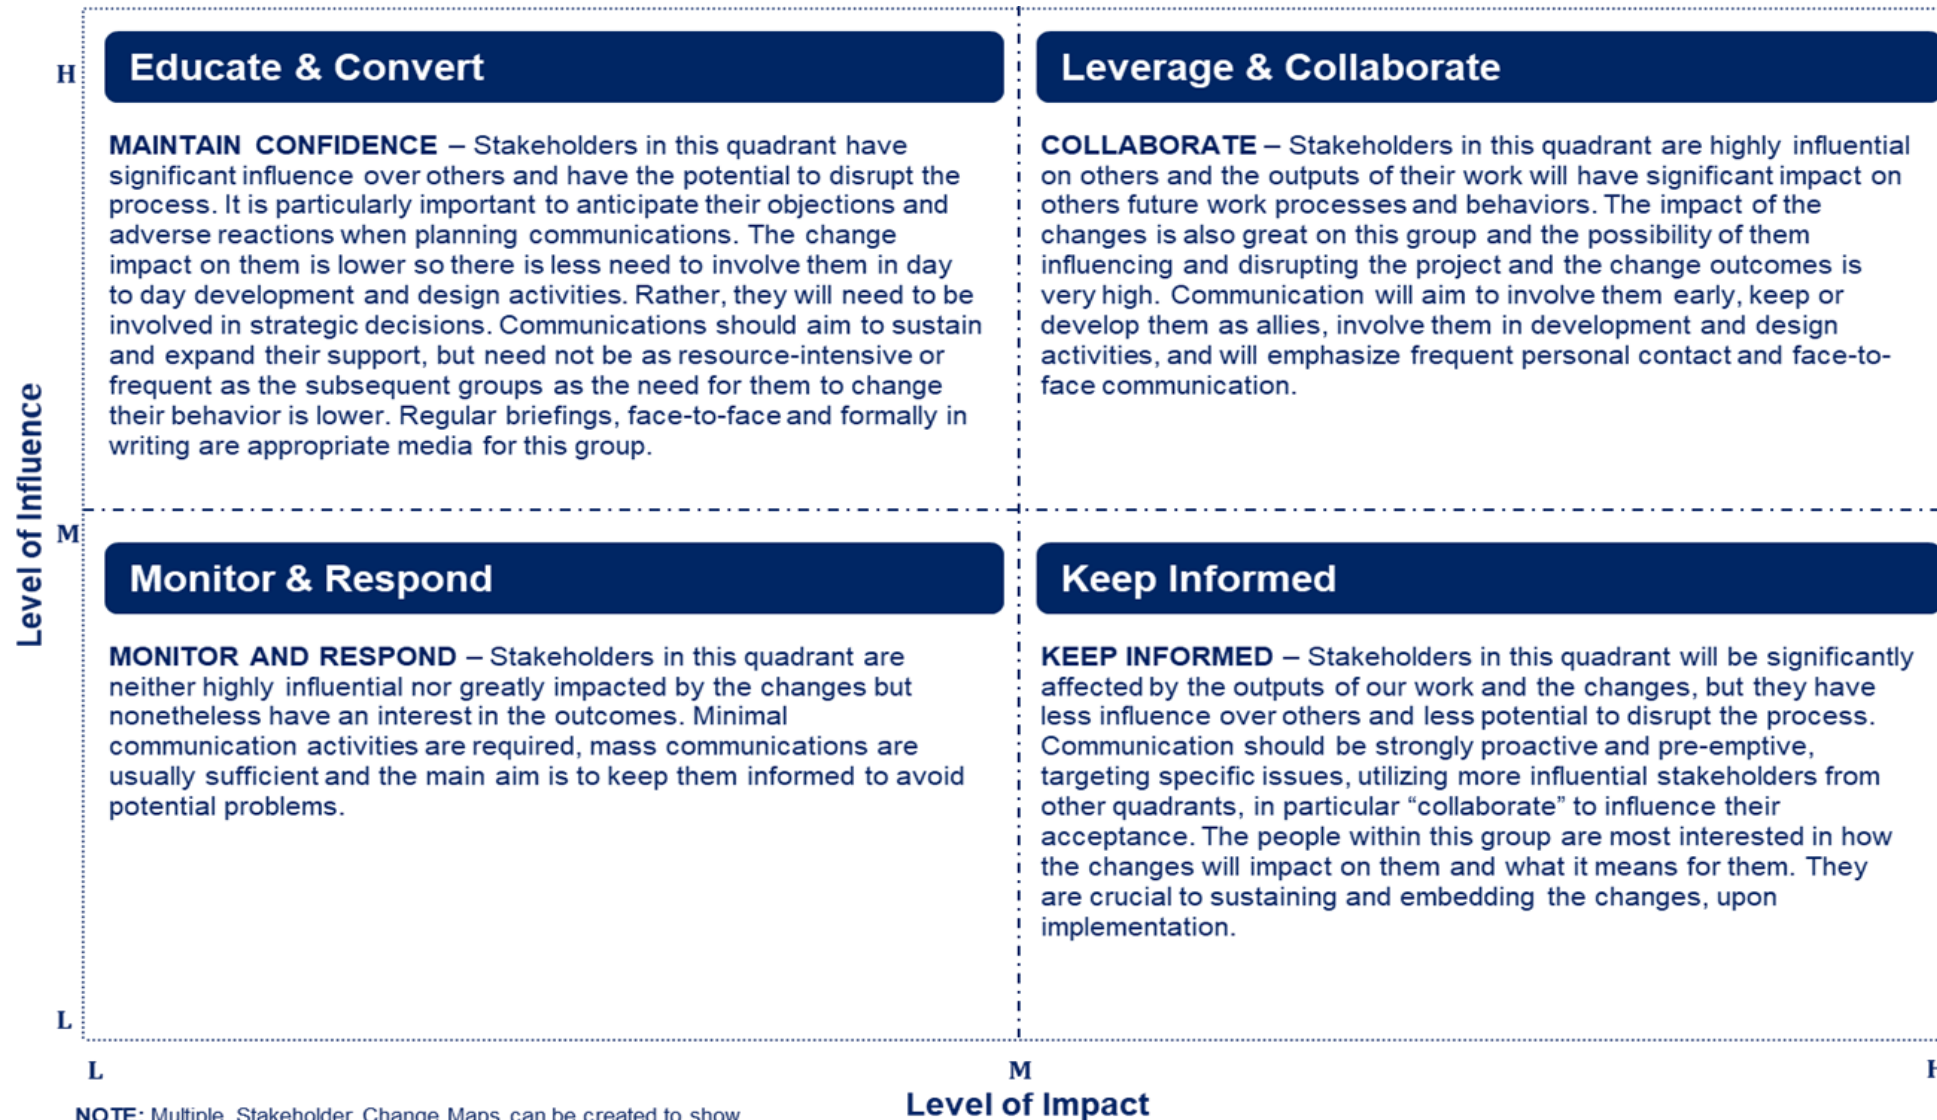 H
Educate & Convert
MAINTAIN CONFIDENCE – Stakeholders in this quadrant have
significant influence over others and have the potential to disrupt the
process. It is particularly important to anticipate their objections and
adverse reactions when planning communications. The change
impact on them is lower so there is less need to involve them in day
to day development and design activities. Rather, they will need to be
involved in strategic decisions. Communications should aim to sustain
and expand their support, but need not be as resource-intensive or
frequent as the subsequent groups as the need for them to change
their behavior is lower. Regular briefings, face-to-face and formally in
writing are appropriate media for this group.
Leverage & Collaborate
COLLABORATE – Stakeholders in this quadrant are highly influential
on others and the outputs of their work will have significant impact on
others future work processes and behaviors. The impact of the
changes is also great on this group and the possibility of them
influencing and disrupting the project and the change outcomes is
very high. Communication will aim to involve them early, keep or
develop them as allies, involve them in development and design
activities, and will emphasize frequent personal contact and face-to-
face communication.
Level of Influence
M
Monitor & Respond
MONITOR AND RESPOND – Stakeholders in this quadrant are
neither highly influential nor greatly impacted by the changes but
nonetheless have an interest in the outcomes. Minimal
communication activities are required, mass communications are
usually sufficient and the main aim is to keep them informed to avoid
potential problems.
Keep Informed
KEEP INFORMED – Stakeholders in this quadrant will be significantly
affected by the outputs of our work and the changes, but they have
less influence over others and less potential to disrupt the process.
Communication should be strongly proactive and pre-emptive,
targeting specific issues, utilizing more influential stakeholders from
other quadrants, in particular “collaborate” to influence their
acceptance. The people within this group are most interested in how
the changes will impact on them and what it means for them. They
are crucial to sustaining and embedding the changes, upon
implementation.
L
L
M
H
Level of Impact
NOTE: Multiple Stakeholder Change Maps can be created to show